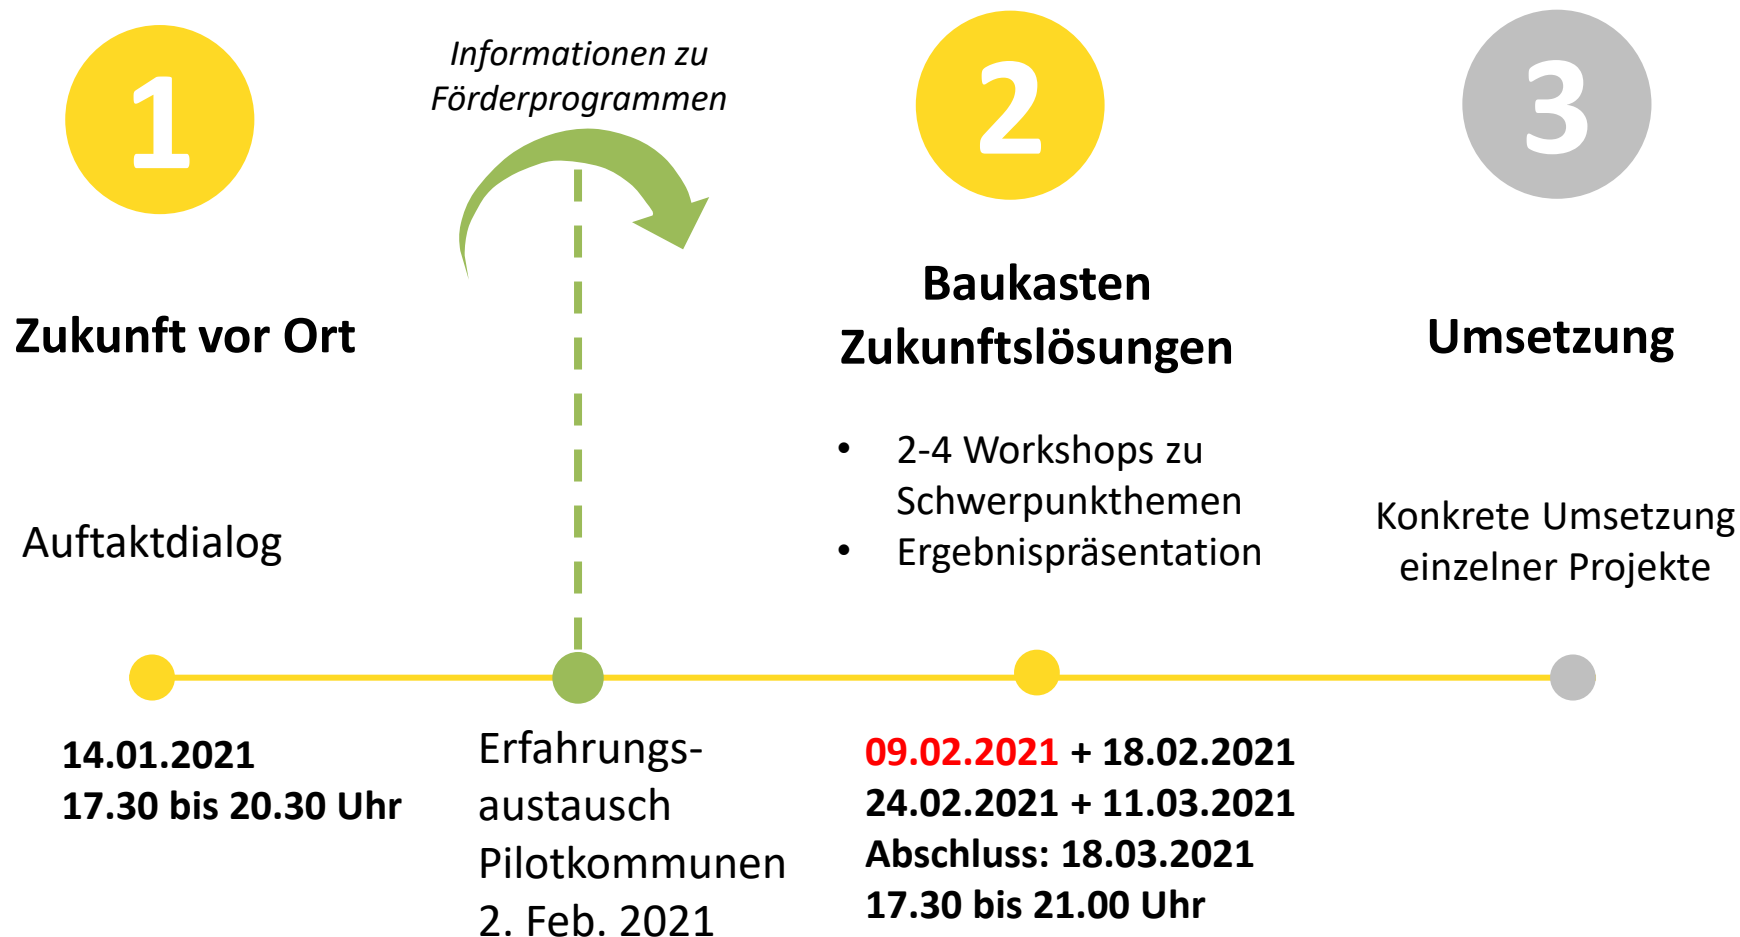 1
Zukunft vor Ort
Auftaktdialog
14.01.2021
17.30 bis 20.30 Uhr
Informationen zu
Förderprogrammen
Erfahrungs-
austausch
Pilotkommunen
2. Feb. 2021
2
Baukasten
Zukunftslösungen
• 2-4 Workshops zu
Schwerpunkthemen
• Ergebnispräsentation
09.02.2021 + 18.02.2021
24.02.2021 + 11.03.2021
Abschluss: 18.03.2021
17.30 bis 21.00 Uhr
3
Umsetzung
Konkrete Umsetzung
einzelner Projekte